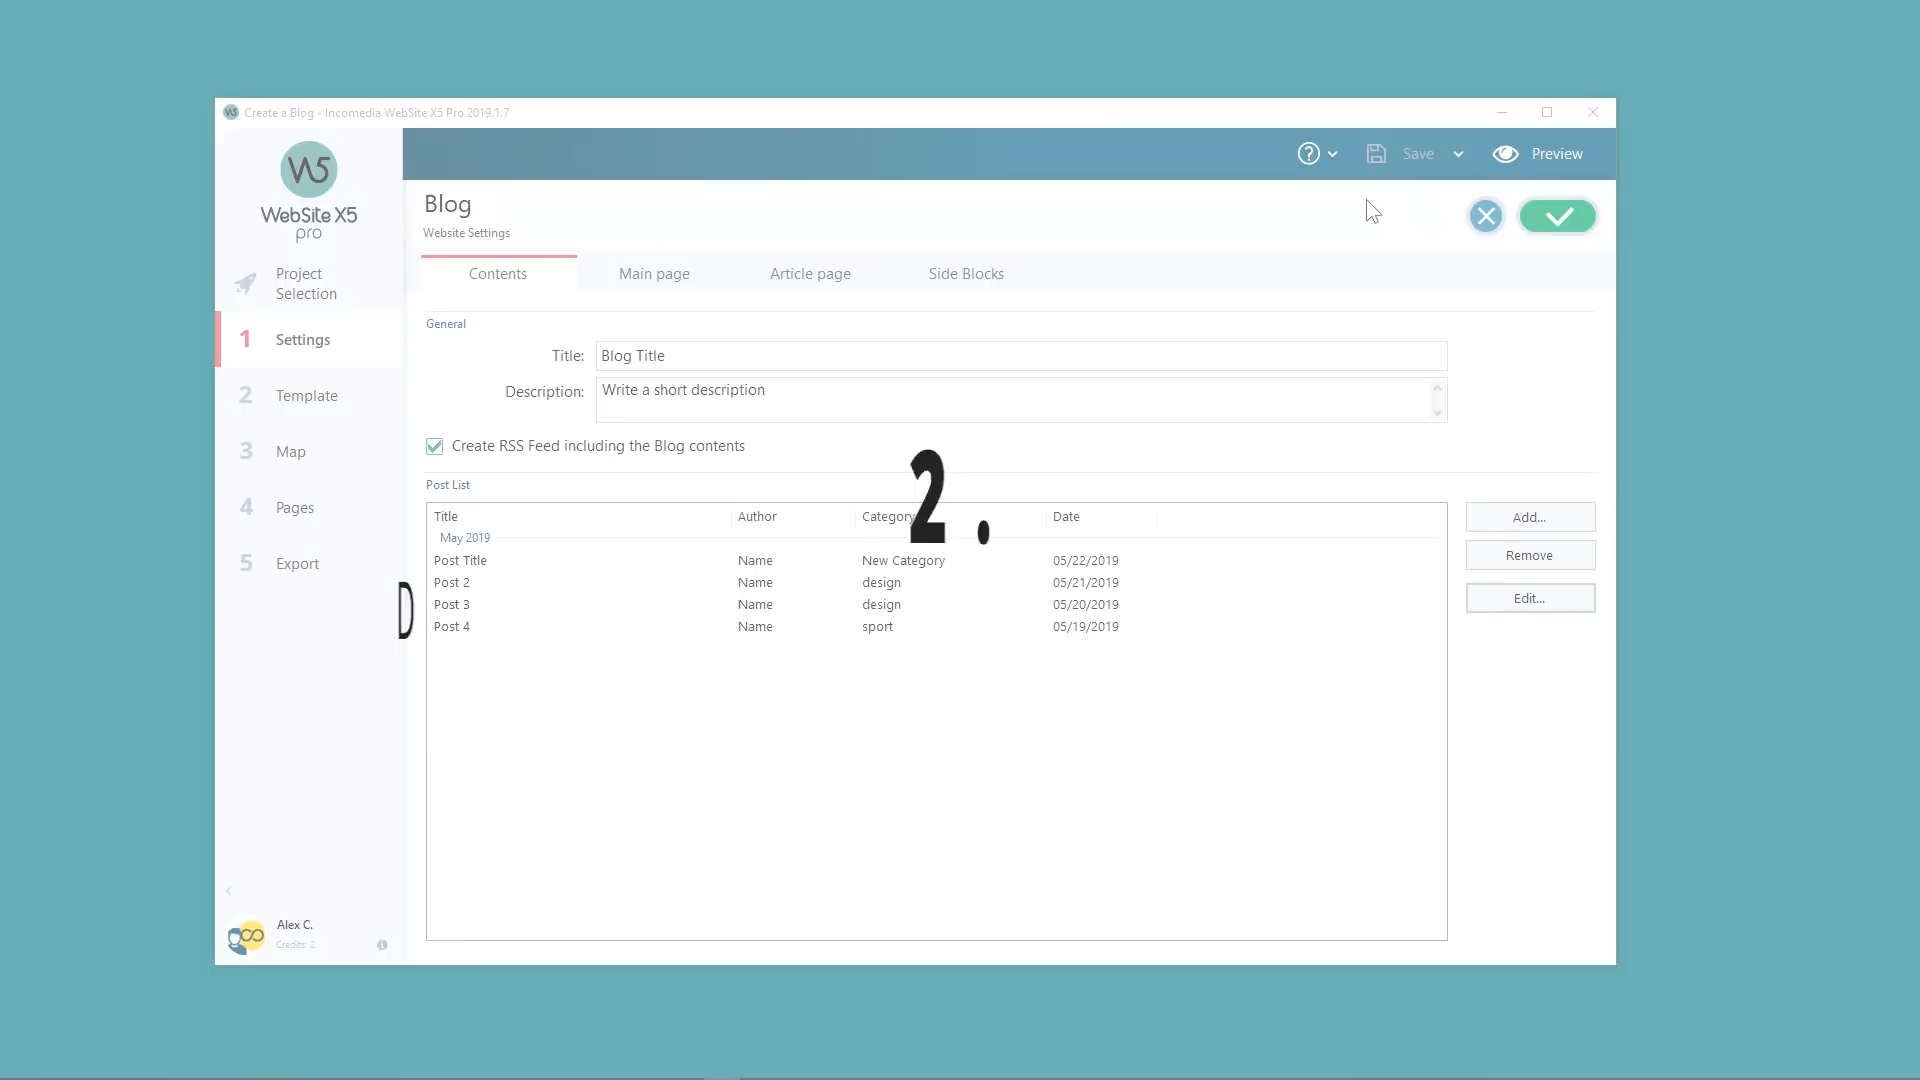 Create a Blog - Incomedia WebSite X5 Pro 2019.1.7
W5
WebSite X5
pro
? Save Preview
Blog
Website Settings
Contents Main page Article page Side Blocks
Project
Selection
1 Settings
2 Template
3 Map
4 Pages
5 Export
General
Title: Blog Title
Description: Write a short description
Create RSS Feed including the Blog contents
2.
D
Post List
Title Author Category Date
May 2019
Post Title Name New Category 05/22/2019
Post 2 Name design 05/21/2019
Post 3 Name design 05/20/2019
Post 4 Name sport 05/19/2019
Add...
Remove
Edit...
Alex C.
Credits: 2